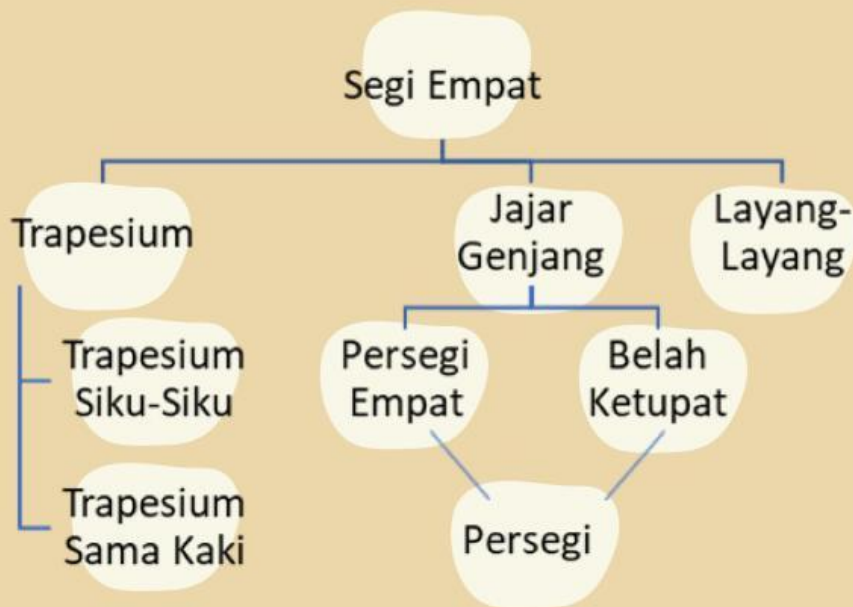 Segi Empat
Trapesium
Jajar
Genjang
Layang-
Layang
Trapesium
Siku-Siku
Persegi
Empat
Belah
Ketupat
Trapesium
Sama Kaki
Persegi